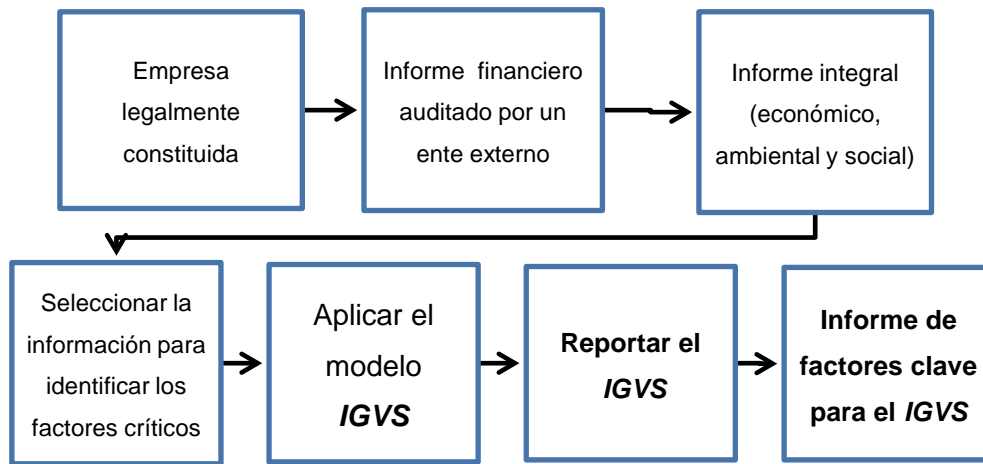 Empresa
legalmente
constituida
Informe financiero
auditado por un
ente externo
Informe integral
(económico,
ambiental y social)
Seleccionar la
información para
identificar los
factores críticos
Aplicar el
modelo
IGVS
Reportar el
IGVS
Informe de
factores clave
para el IGVS